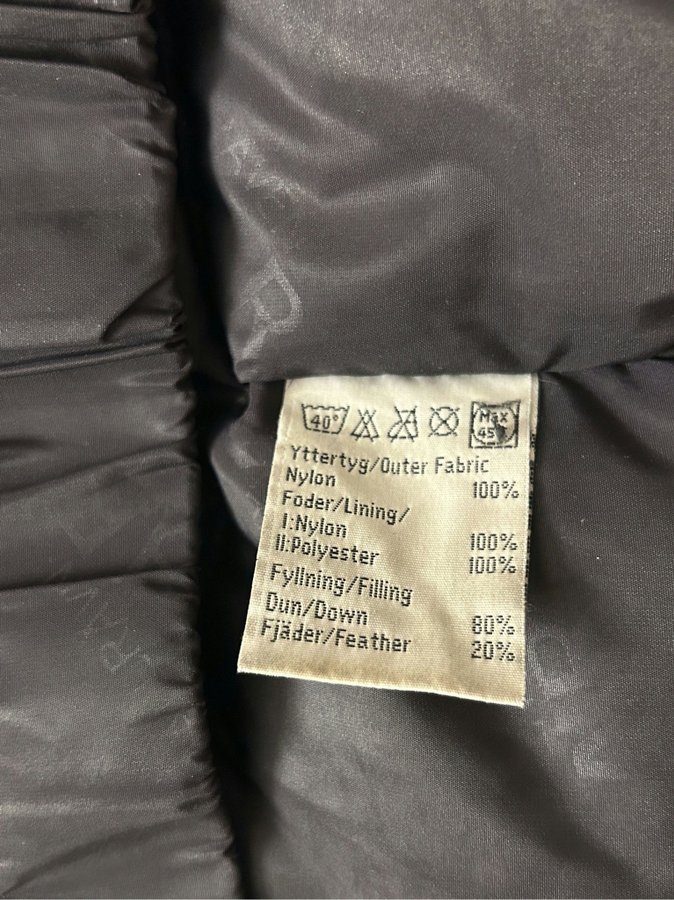 40°
Max
45°
Yttertyg/Outer Fabric
Nylon 100%
Foder/Lining/
I:Nylon 100%
II:Polyester 100%
Fyllning/Filling
Dun/Down 80%
Fjäder/Feather 20%